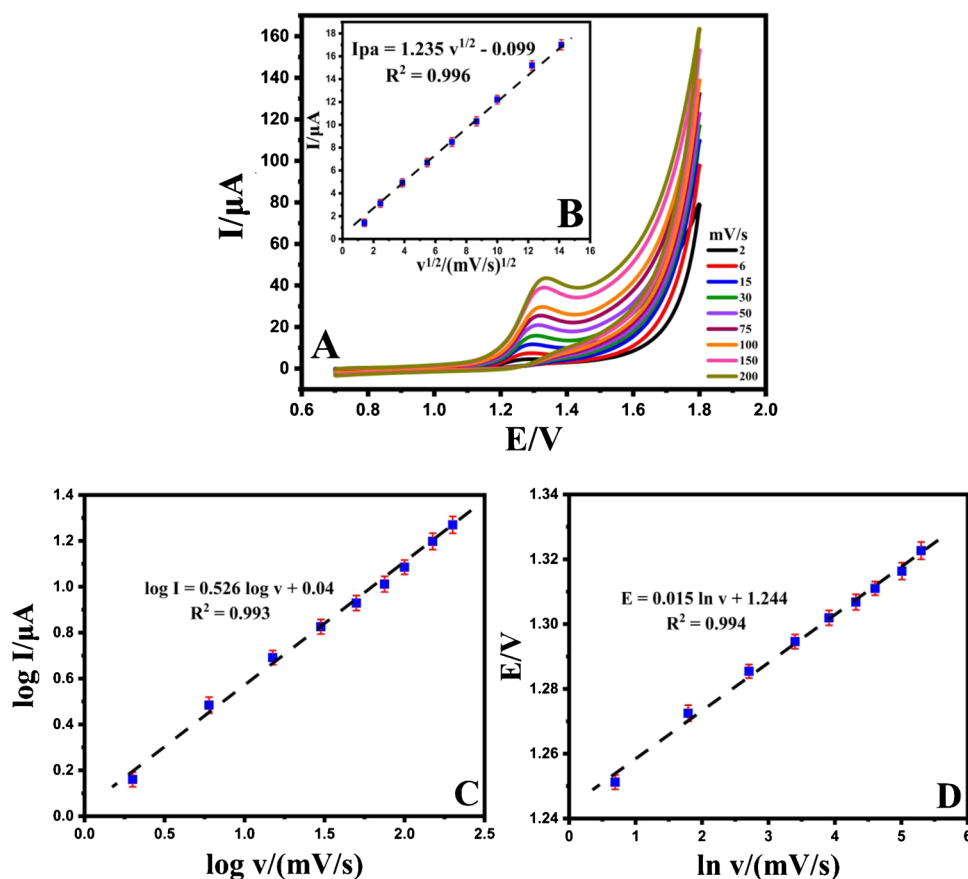 160
140
120
100
80
60
40
20
0
I/μA
0.6 0.8 1.0 1.2 1.4 1.6 1.8 2.0
E/V
A
18
16
14
12
10
8
6
4
2
0
I/μA
0 2 4 6 8 10 12 14 16
v^1/2/(mV/s)^1/2
Ipa = 1.235 v^1/2 - 0.099
R² = 0.996
B
mV/s
2
6
15
30
50
75
100
150
200
1.4
1.2
1.0
0.8
0.6
0.4
0.2
0.0
log I/μA
log I = 0.526 log v + 0.04
R² = 0.993
C
0.0 0.5 1.0 1.5 2.0 2.5
log v/(mV/s)
1.34
1.32
1.30
1.28
1.26
1.24
E/V
E = 0.015 ln v + 1.244
R² = 0.994
D
0 1 2 3 4 5 6
ln v/(mV/s)